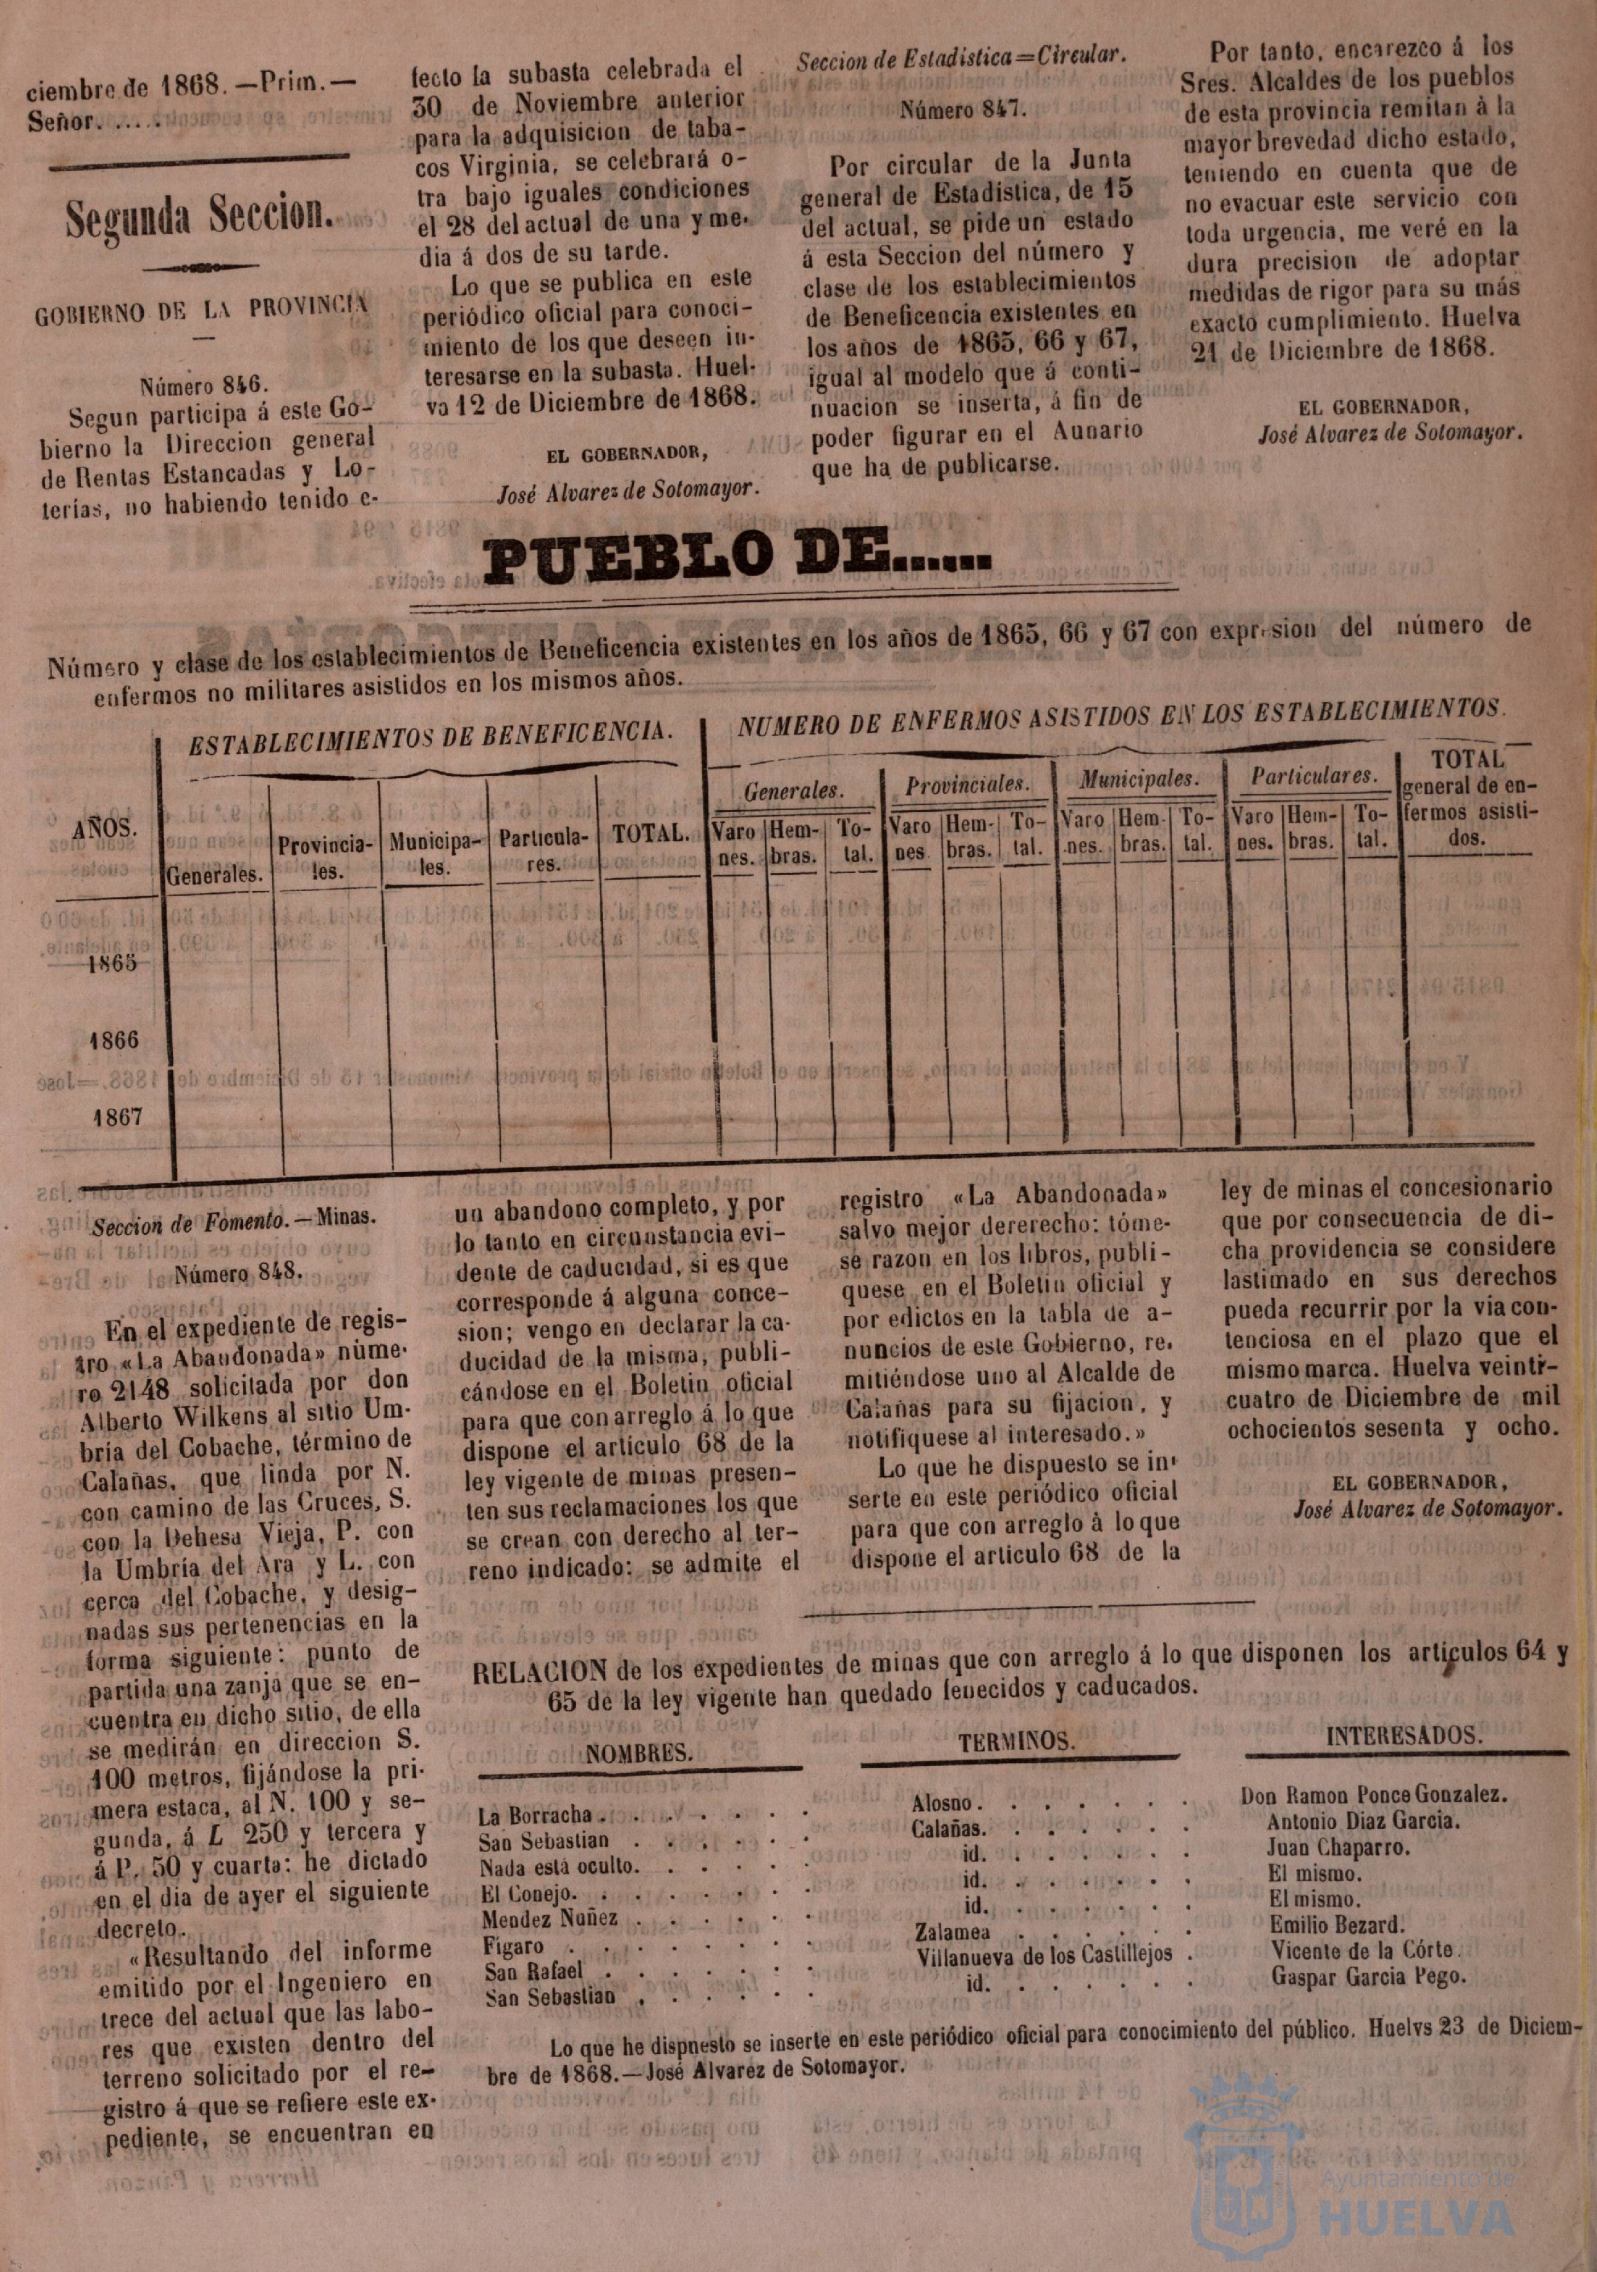 ciembre de 1868.—Prim.—
Señor. .....
Segunda Seccion.
GOBIERNO DE LA PROVINCIA
Número 846.
Segun participa á este Go-
bierno la Direccion general
de Rentas Estancadas y Lo-
terías, no habiendo tenido e-
fecto la subasta celebrada el
30 de Noviembre anterior
para la adquisicion de taba-
cos Virginia, se celebrará o-
tra bajo iguales condiciones
el 28 del actual de una y me-
dia á dos de su tarde.
Lo que se publica en este
periódico oficial para conoci-
miento de los que deseen in-
teresarse en la subasta. Huel-
va 12 de Diciembre de 1868.
EL GOBERNADOR,
José Alvarez de Sotomayor.
Seccion de Estadística=Circular.
Número 847.
Por circular de la Junta
general de Estadistica, de 15
del actual, se pide un estado
á esta Seccion del número y
clase de los establecimientos
de Beneficencia existentes en
los años de 1865, 66 y 67,
igual al modelo que á conti-
nuacion se inserta, á fin de
poder figurar en el Aunario
que ha de publicarse.
Por tanto, encarezco á los
Sres. Alcaldes de los pueblos
de esta provincia remitan á la
mayor brevedad dicho estado,
teniendo en cuenta que de
no evacuar este servicio con
toda urgencia, me veré en la
dura precision de adoptar
medidas de rigor para su más
exacto cumplimiento. Huelva
21 de Diciembre de 1868.
EL GOBERNADOR,
José Alvarez de Sotomayor.
PUEBLO DE......
Número y clase de los establecimientos de Beneficencia existentes en los años de 1865, 66 y 67 con expresion del número de
enfermos no militares asistidos en los mismos años.
ESTABLECIMIENTOS DE BENEFICENCIA.
NUMERO DE ENFERMOS ASISTIDOS EN LOS ESTABLECIMIENTOS.
AÑOS.
Generales.
Provincia-
les.
Municipa-
les.
Particula-
res.
TOTAL.
Generales.
Provinciales.
Municipales.
Particulares.
TOTAL
general de en-
fermos asisti-
dos.
Varo Hem- To- Varo Hem- To- Varo Hem- To- Varo Hem- To-
nes. bras. tal. nes. bras. tal. nes. bras. tal. nes. bras. tal.
1865
1866
1867
Seccion de Fomento.—Minas.
Número 848.
En el expediente de regis-
tro «La Abandonada» núme-
ro 2148 solicitada por don
Alberto Wilkens al sitio Um-
bría del Cobache, término de
Calañas, que linda por N.
con camino de las Cruces, S.
con la Dehesa Vieja, P. con
la Umbría del Ara y L. con
cerca del Cobache, y desig-
nadas sus pertenencias en la
forma siguiente: punto de
partida una zanja que se en-
cuentra en dicho sitio, de ella
se medirán en direccion S.
100 metros, fijándose la pri-
mera estaca, al N. 100 y se-
gunda, á L 250 y tercera y
á P. 50 y cuarta: he dictado
en el dia de ayer el siguiente
decreto.
«Resultando del informe
emitido por el Ingeniero en
trece del actual que las labo-
res que existen dentro del
terreno solicitado por el re-
gistro á que se refiere este ex-
pediente, se encuentran en
un abandono completo, y por
lo tanto en circunstancia evi-
dente de caducidad, si es que
corresponde á alguna conce-
sion; vengo en declarar la ca-
ducidad de la misma, publi-
cándose en el Boletin oficial
para que con arreglo á lo que
dispone el artículo 68 de la
ley vigente de minas presen-
ten sus reclamaciones los que
se crean con derecho al ter-
reno indicado: se admite el
registro «La Abandonada»
salvo mejor dererecho: tóme-
se razon en los libros, publi-
quese en el Boletin oficial y
por edictos en la tabla de a-
nuncios de este Gobierno, re-
mitiéndose uno al Alcalde de
Calañas para su fijacion, y
notifiquese al interesado.»
Lo que he dispuesto se in-
serte en este periódico oficial
para que con arreglo à lo que
dispone el articulo 68 de la
ley de minas el concesionario
que por consecuencia de di-
cha providencia se considere
lastimado en sus derechos
pueda recurrir por la via con-
tenciosa en el plazo que el
mismo marca. Huelva veinti-
cuatro de Diciembre de mil
ochocientos sesenta y ocho.
EL GOBERNADOR,
José Alvarez de Sotomayor.
RELACION de los expedientes de minas que con arreglo á lo que disponen los artículos 64 y
65 de la ley vigente han quedado fenecidos y caducados.
NOMBRES. TERMINOS. INTERESADOS.
La Borracha. . . . . . . Alosno. . . . . . . Don Ramon Ponce Gonzalez.
San Sebastian . . . . . . Calañas. . . . . . . Antonio Diaz Garcia.
Nada está oculto. . . . . . id. . . . . . . Juan Chaparro.
El Conejo. . . . . . . id. . . . . . . El mismo.
Mendez Nuñez . . . . . . id. . . . . . . El mismo.
Fígaro . . . . . . . Zalamea . . . . . . Emilio Bezard.
San Rafael . . . . . . Villanueva de los Castillejos . Vicente de la Córte.
San Sebastian . . . . . . id. . . . . . . Gaspar Garcia Pego.
Lo que he dispnesto se inserte en este periódico oficial para conocimiento del público. Huelvs 23 de Diciem-
bre de 1868.—José Alvarez de Sotomayor.
Ayuntamiento de
HUELVA